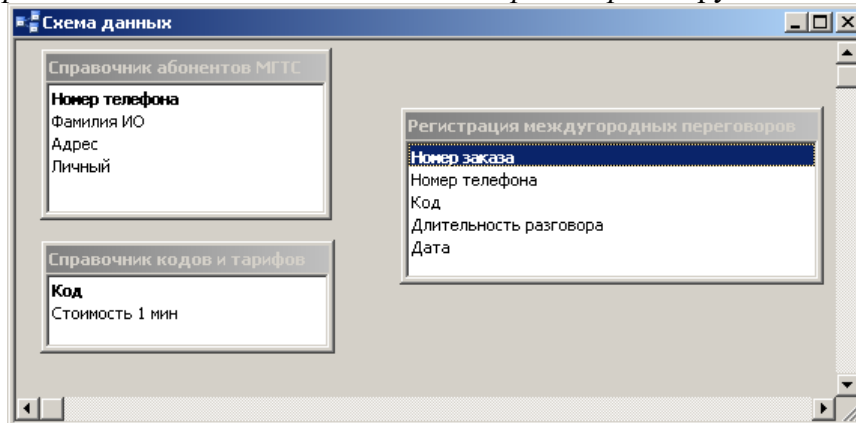 Схема данных
Справочник абонентов МГТС
Номер телефона
Фамилия ИО
Адрес
Личный
Регистрация междугородных переговоров
Номер заказа
Номер телефона
Код
Длительность разговора
Дата
Справочник кодов и тарифов
Код
Стоимость 1 мин